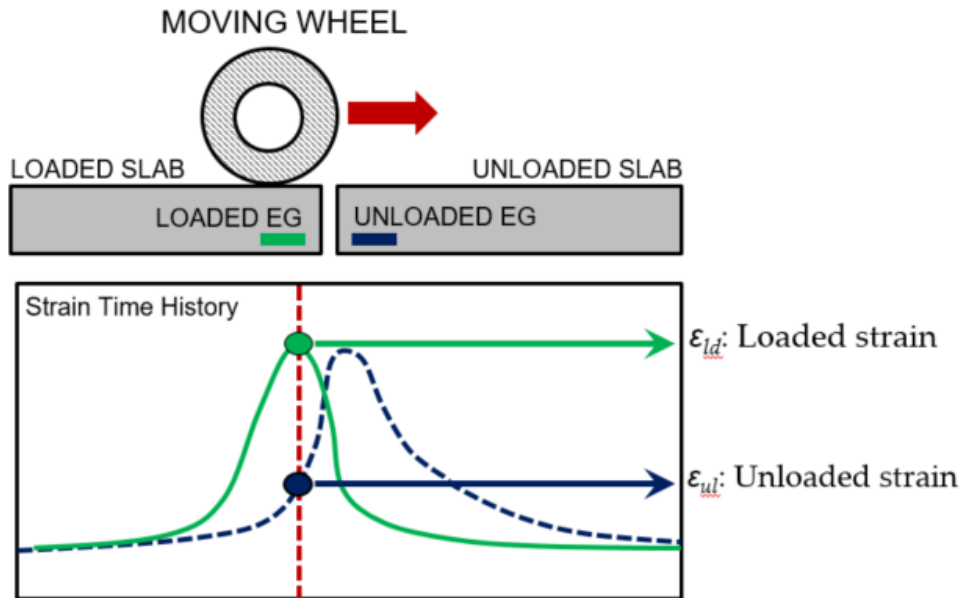 MOVING WHEEL
LOADED SLAB
UNLOADED SLAB
LOADED EG
UNLOADED EG
Strain Time History
εld: Loaded strain
εul: Unloaded strain